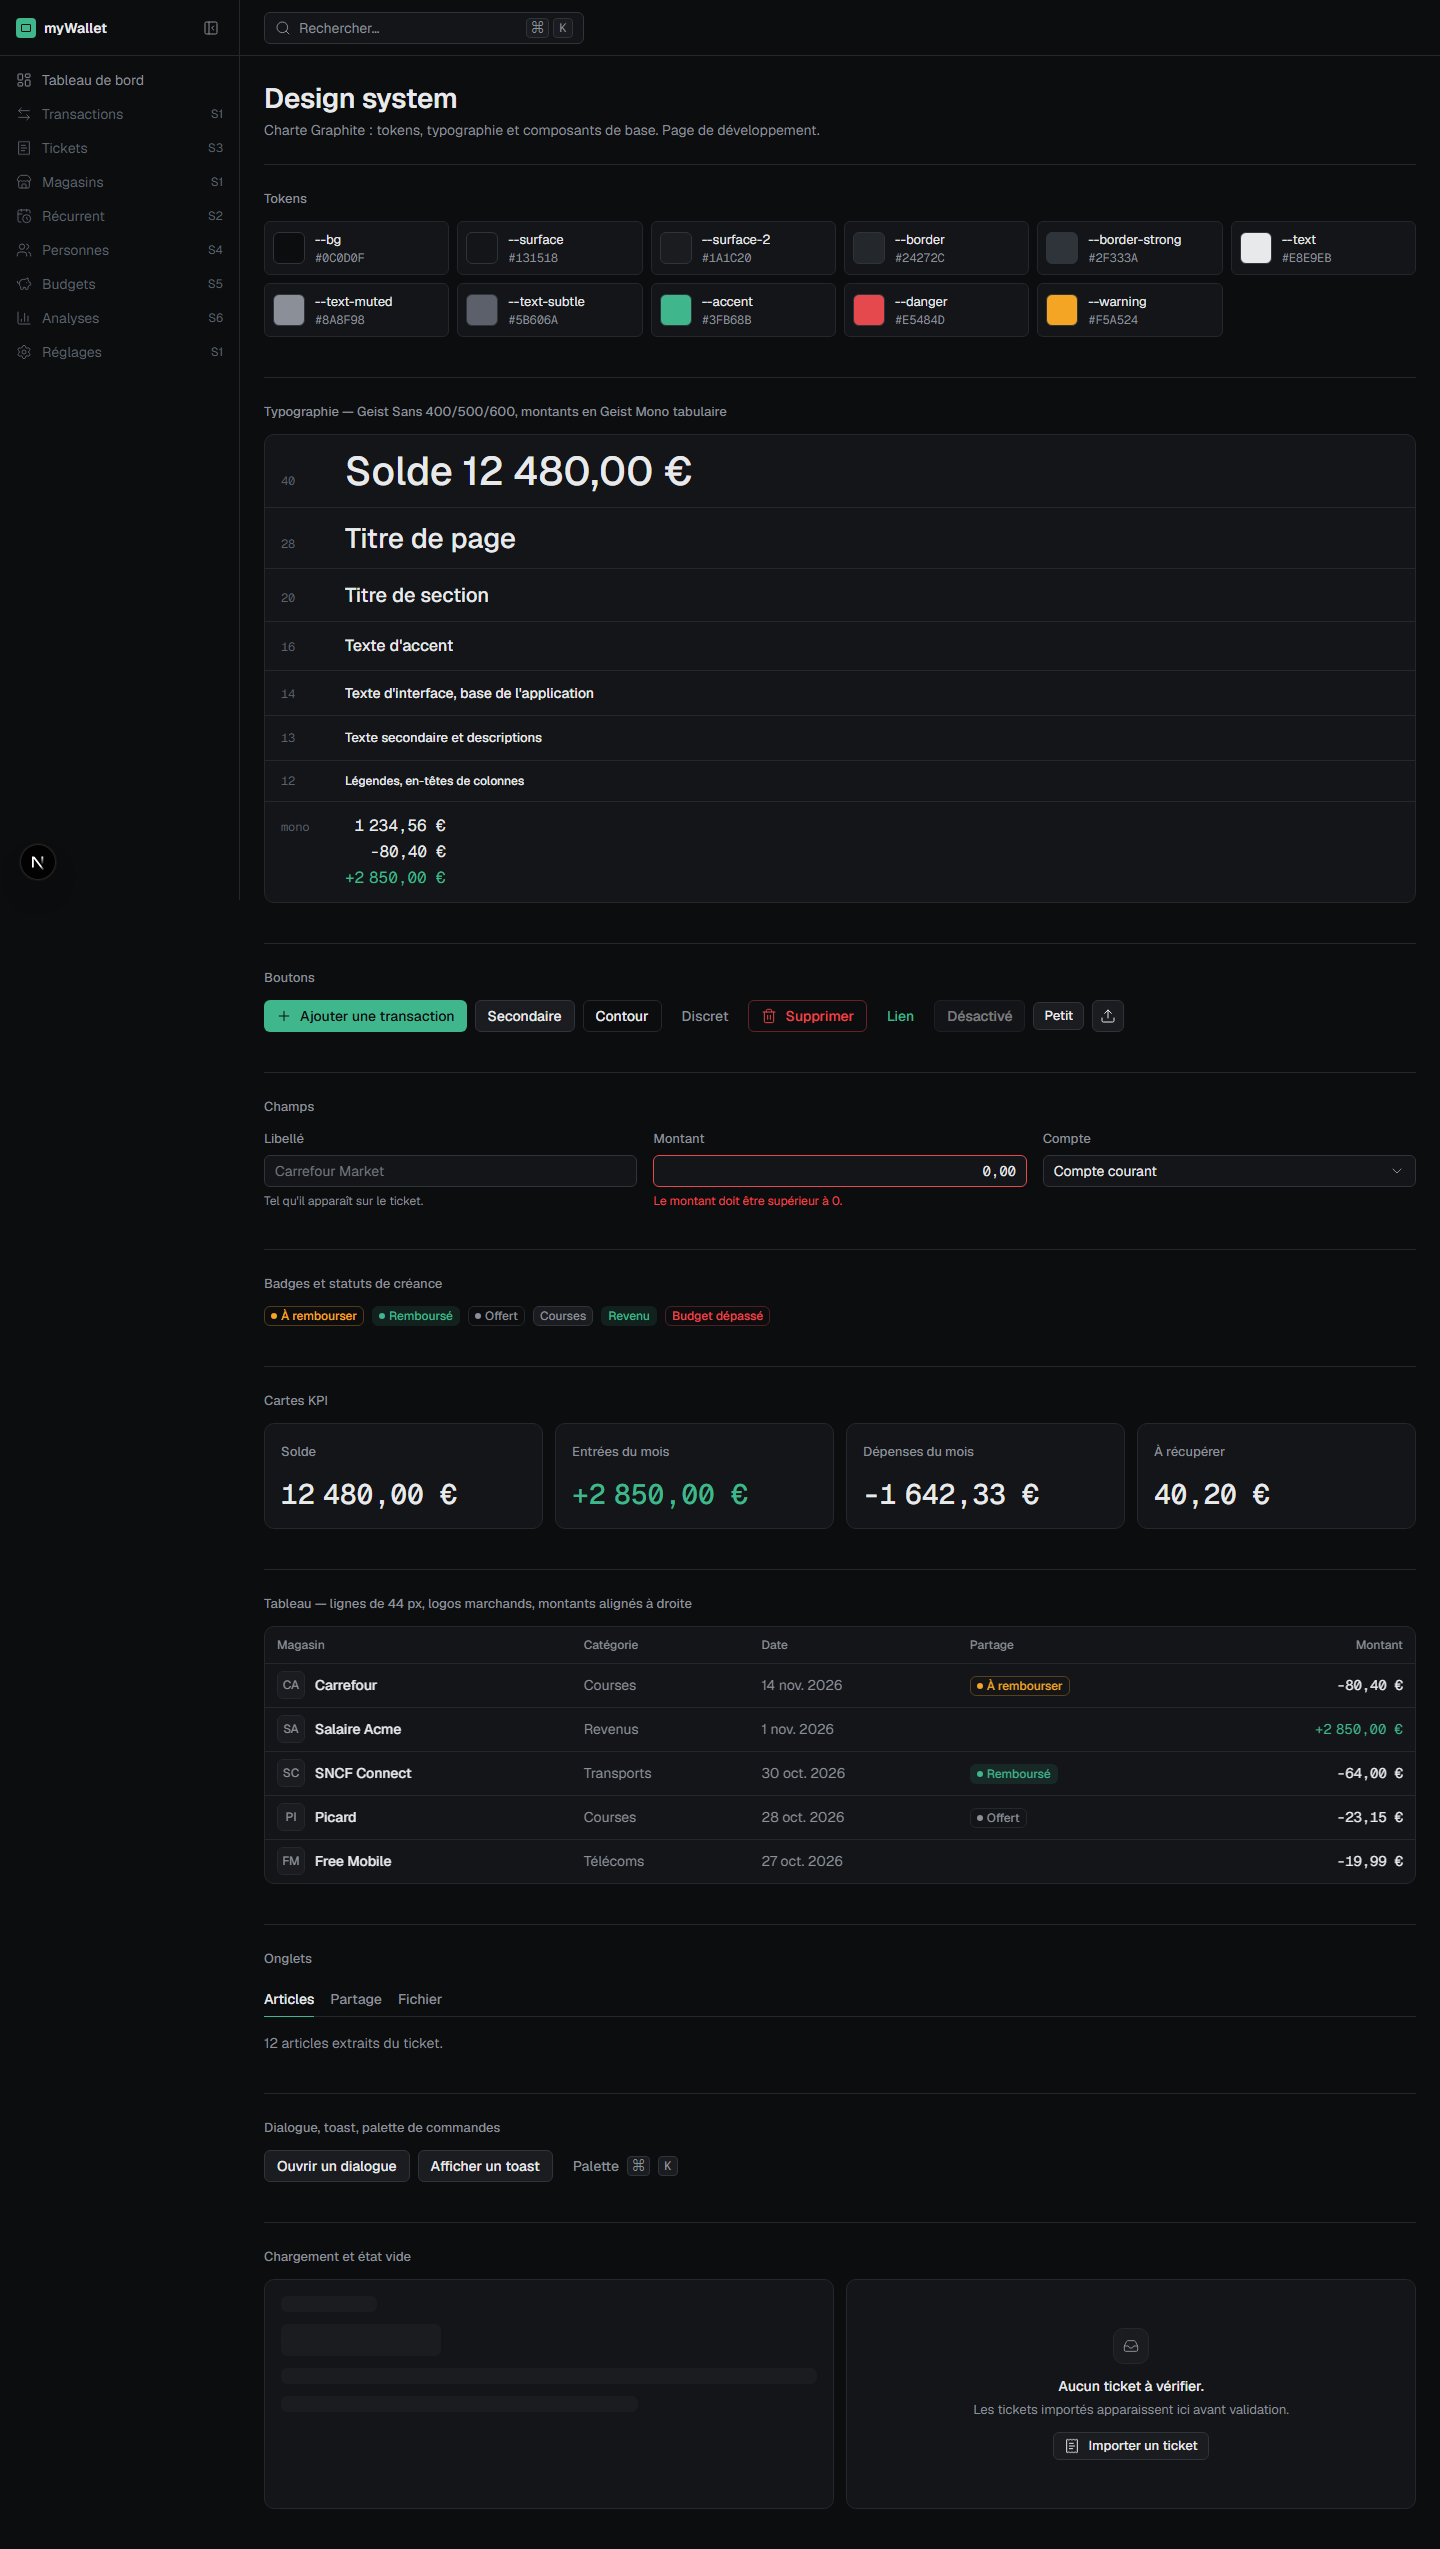 myWallet
Rechercher… ⌘ K
Tableau de bord
Transactions S1
Tickets S3
Magasins S1
Récurrent S2
Personnes S4
Budgets S5
Analyses S6
Réglages S1
N
Design system
Charte Graphite : tokens, typographie et composants de base. Page de développement.
Tokens
--bg
#0C0D0F
--surface
#131518
--surface-2
#1A1C20
--border
#24272C
--border-strong
#2F333A
--text
#E8E9EB
--text-muted
#8A8F98
--text-subtle
#5B606A
--accent
#3FB68B
--danger
#E5484D
--warning
#F5A524
Typographie — Geist Sans 400/500/600, montants en Geist Mono tabulaire
40 Solde 12 480,00 €
28 Titre de page
20 Titre de section
16 Texte d'accent
14 Texte d'interface, base de l'application
13 Texte secondaire et descriptions
12 Légendes, en-têtes de colonnes
mono 1 234,56 €
-80,40 €
+2 850,00 €
Boutons
Ajouter une transaction Secondaire Contour Discret Supprimer Lien Désactivé Petit
Champs
Libellé Montant Compte
Carrefour Market 0,00 Compte courant
Tel qu'il apparaît sur le ticket. Le montant doit être supérieur à 0.
Badges et statuts de créance
À rembourser Remboursé Offert Courses Revenu Budget dépassé
Cartes KPI
Solde
12 480,00 €
Entrées du mois
+2 850,00 €
Dépenses du mois
-1 642,33 €
À récupérer
40,20 €
Tableau — lignes de 44 px, logos marchands, montants alignés à droite
Magasin Catégorie Date Partage Montant
CA Carrefour Courses 14 nov. 2026 À rembourser -80,40 €
SA Salaire Acme Revenus 1 nov. 2026 +2 850,00 €
SC SNCF Connect Transports 30 oct. 2026 Remboursé -64,00 €
PI Picard Courses 28 oct. 2026 Offert -23,15 €
FM Free Mobile Télécoms 27 oct. 2026 -19,99 €
Onglets
Articles Partage Fichier
12 articles extraits du ticket.
Dialogue, toast, palette de commandes
Ouvrir un dialogue Afficher un toast Palette ⌘ K
Chargement et état vide
Aucun ticket à vérifier.
Les tickets importés apparaissent ici avant validation.
Importer un ticket